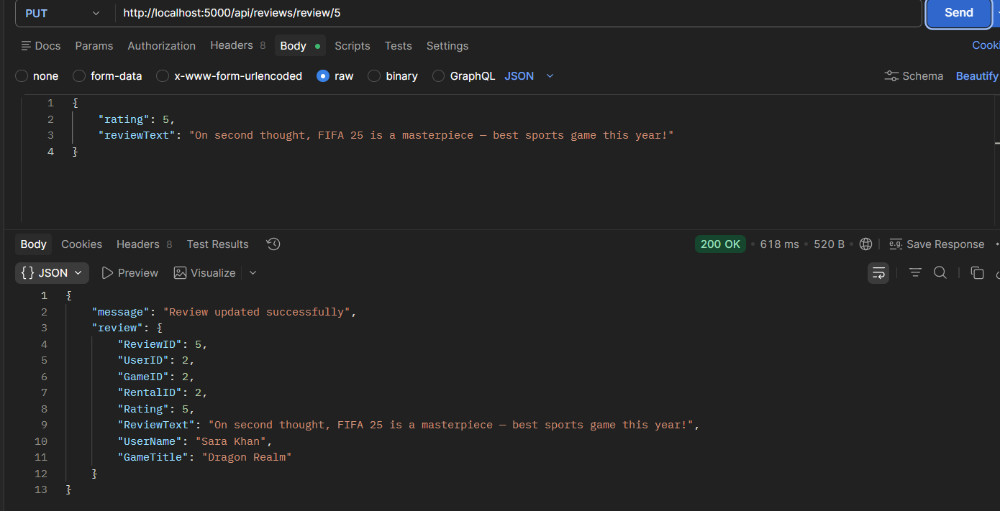 PUT http://localhost:5000/api/reviews/review/5 Send
Docs Params Authorization Headers 8 Body Scripts Tests Settings Cooki
none form-data x-www-form-urlencoded raw binary GraphQL JSON Schema Beautify
1 {
2 "rating": 5,
3 "reviewText": "On second thought, FIFA 25 is a masterpiece — best sports game this year!"
4 }
Body Cookies Headers 8 Test Results 200 OK • 618 ms • 520 B • e.g. Save Response
{} JSON Preview Visualize
1 {
2 "message": "Review updated successfully",
3 "review": {
4 "ReviewID": 5,
5 "UserID": 2,
6 "GameID": 2,
7 "RentalID": 2,
8 "Rating": 5,
9 "ReviewText": "On second thought, FIFA 25 is a masterpiece — best sports game this year!",
10 "UserName": "Sara Khan",
11 "GameTitle": "Dragon Realm"
12 }
13 }